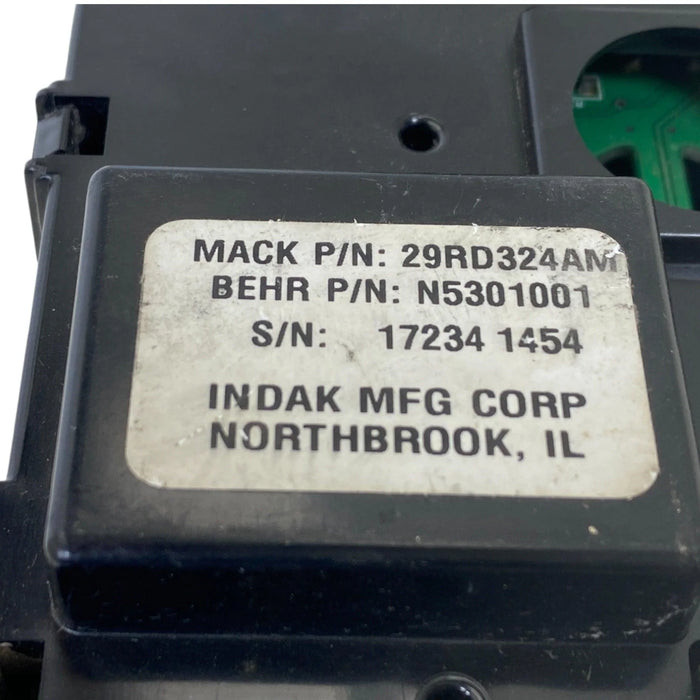 MACK P/N: 29RD324AM
BEHR P/N: N5301001
S/N: 17234 1454
INDAK MFG CORP
NORTHBROOK, IL